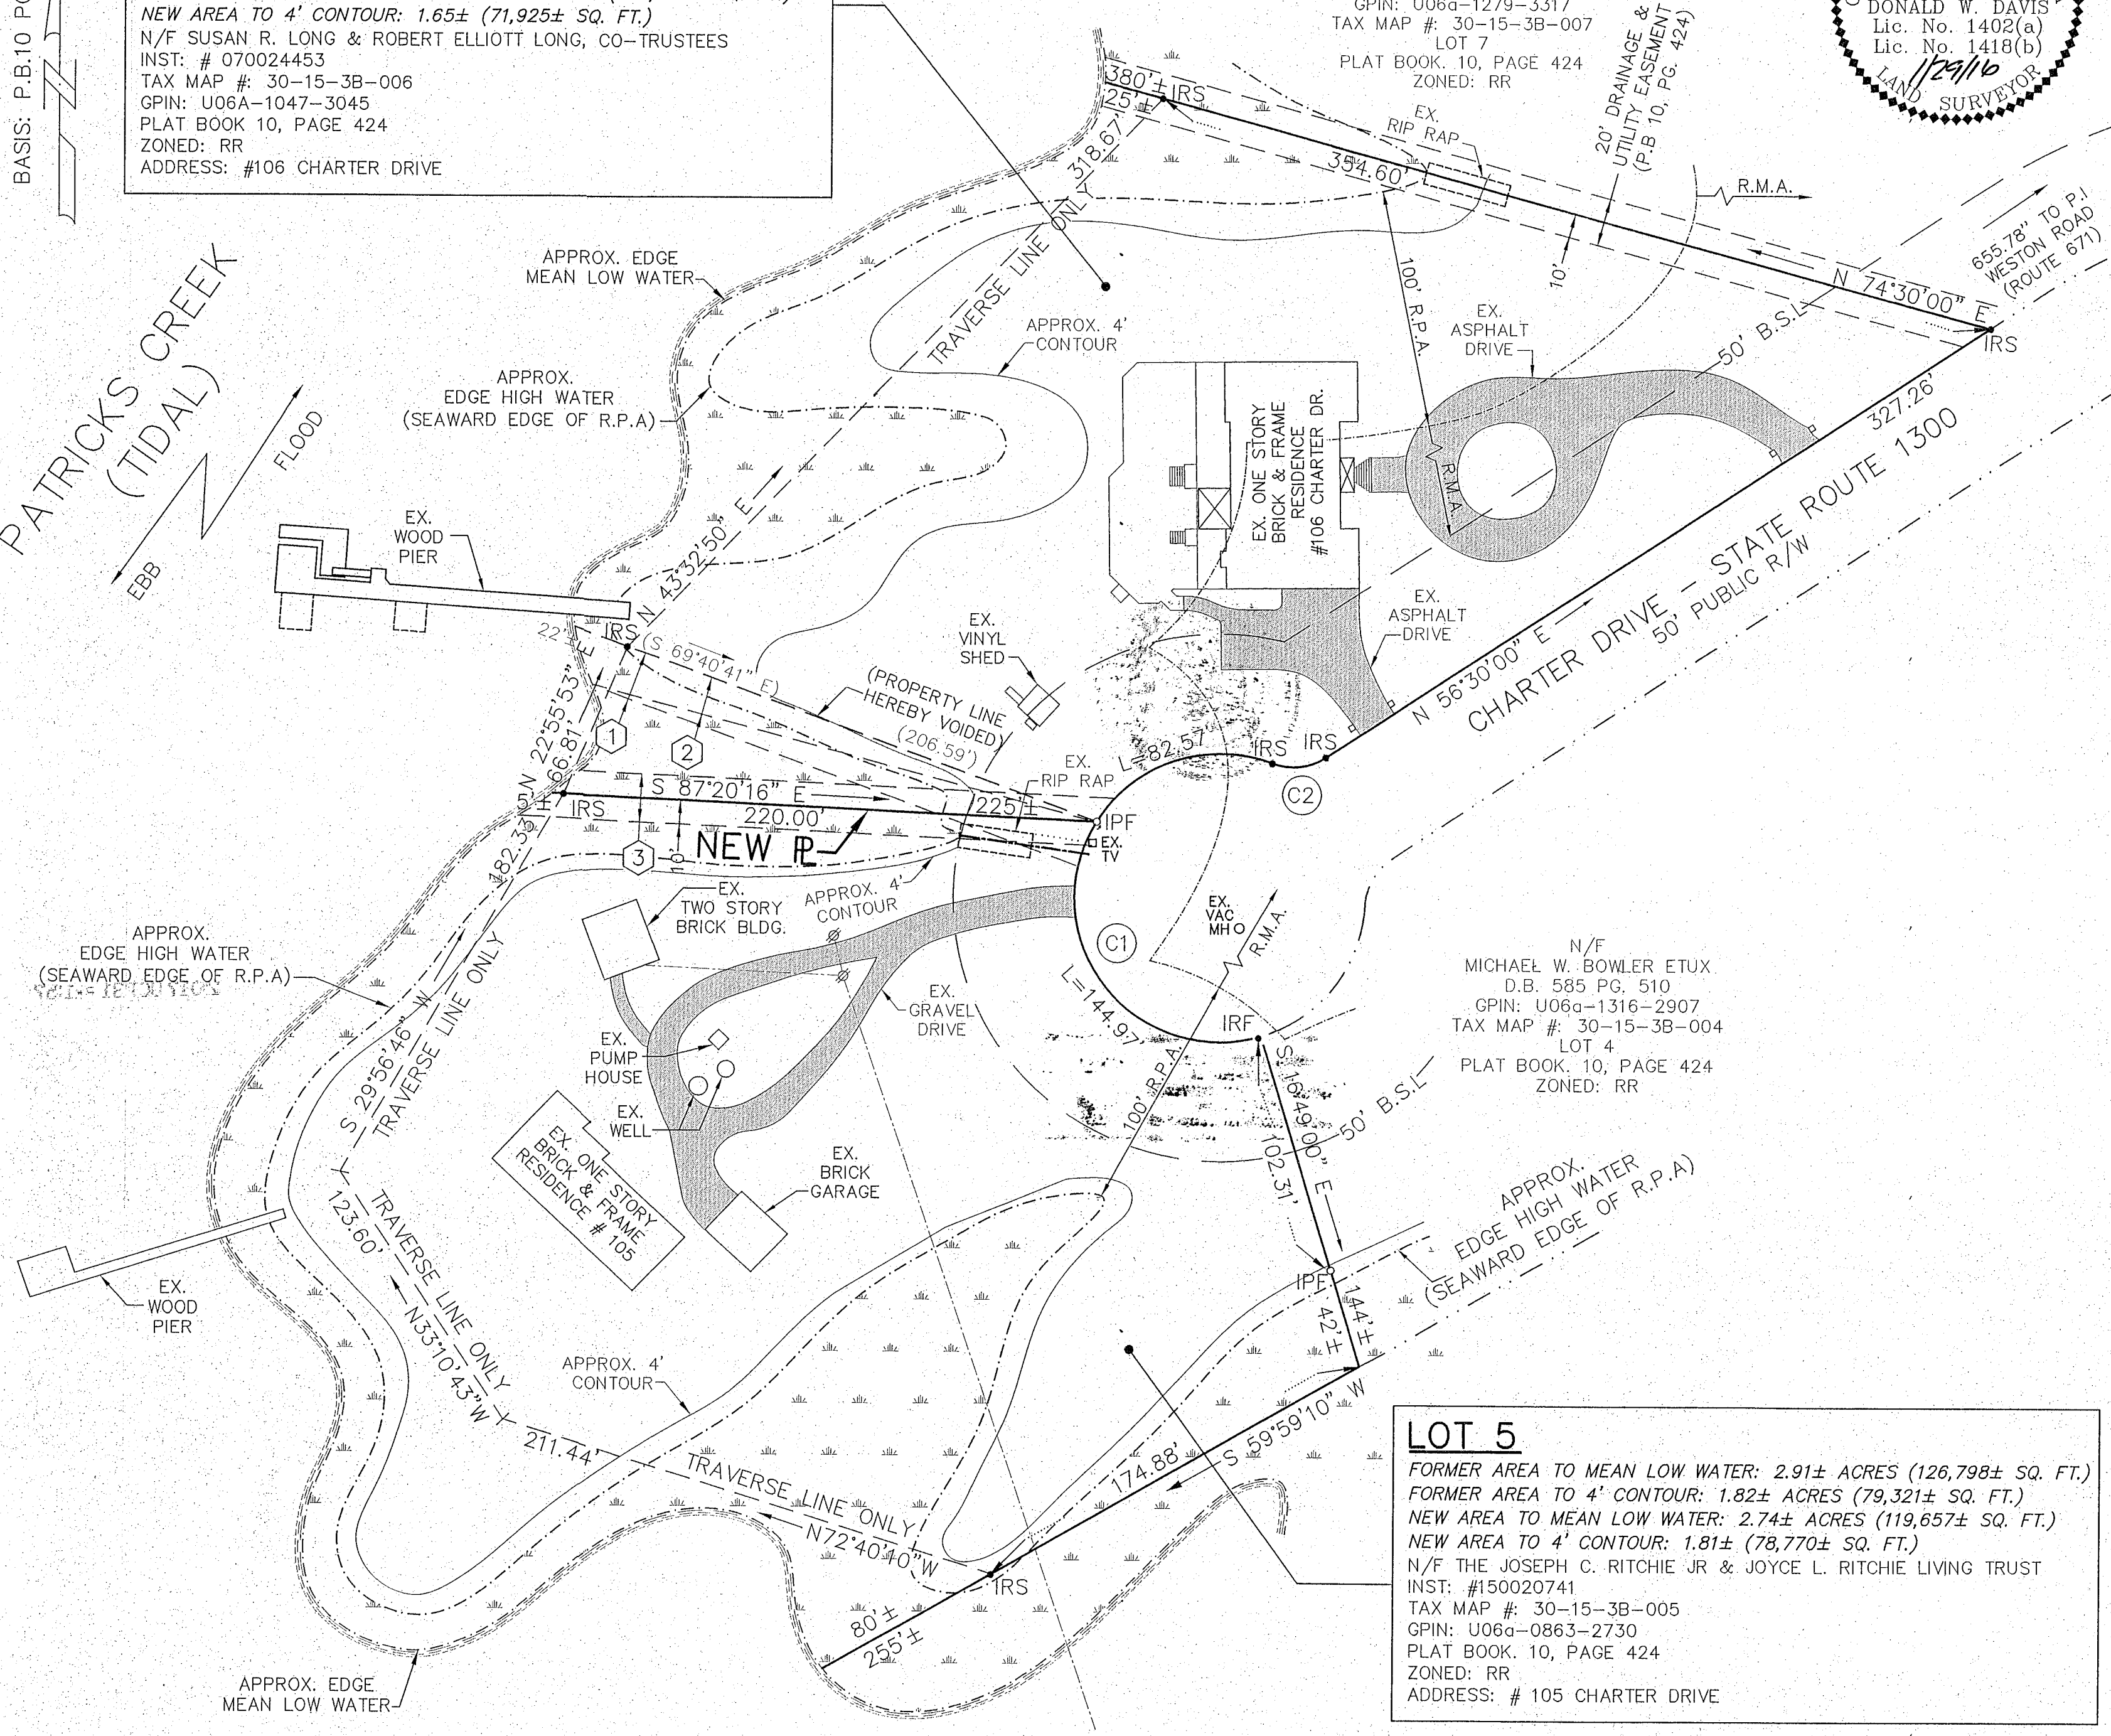 BASIS: P.B.10
NEW AREA TO 4' CONTOUR: 1.65± (71,925± SQ. FT.)
N/F SUSAN R. LONG & ROBERT ELLIOTT LONG, CO-TRUSTEES
INST: # 070024453
TAX MAP #: 30-15-3B-006
GPIN: U06A-1047-3045
PLAT BOOK 10, PAGE 424
ZONED: RR
ADDRESS: #106 CHARTER DRIVE
GPIN: U06a-1279-3317
TAX MAP #: 30-15-3B-007
LOT 7
PLAT BOOK. 10, PAGE 424
ZONED: RR
20' DRAINAGE &
UTILITY EASEMENT
(P.B 10, PG. 424)
DONALD W. DAVIS
Lic. No. 1402(a)
Lic. No. 1418(b)
1/29/16
LAND SURVEYOR
380'±
25'±
IRS
318.67'
TRAVERSE LINE ONLY
EX.
RIP RAP
354.60'
R.M.A.
655.78" TO P.I
WESTON ROAD
(ROUTE 671)
10'
N 74°30'00" E
IRS
50' B.S.L
100' R.P.A.
R.M.A.
APPROX. EDGE
MEAN LOW WATER
PATRICKS CREEK
(TIDAL)
FLOOD
EBB
APPROX. 4'
CONTOUR
EX.
ASPHALT
DRIVE
APPROX.
EDGE HIGH WATER
(SEAWARD EDGE OF R.P.A)
EX. ONE STORY
BRICK & FRAME
RESIDENCE
#106 CHARTER DR.
327.26'
CHARTER DRIVE - STATE ROUTE 1300
50' PUBLIC R/W
N 56°30'00" E
EX.
WOOD
PIER
N 43°32'50" E
EX.
ASPHALT
DRIVE
EX.
VINYL
SHED
IRS
(S 69°40'41" E)
(PROPERTY LINE
HEREBY VOIDED)
(206.59')
N 22°55'53" E
66.81'
1
2
L=82.57'
IRS
IRS
C2
EX.
RIP RAP
S 87°20'16" E
220.00'
225'±
5'±
IRS
IPF
EX.
TV
NEW PL
3
10'
182.33'
APPROX. 4'
CONTOUR
EX.
TWO STORY
BRICK BLDG.
EX.
VAC
MH
R.M.A.
C1
L=144.97'
IRF
100' R.P.A.
APPROX.
EDGE HIGH WATER
(SEAWARD EDGE OF R.P.A)
S 29°56'46" W
TRAVERSE LINE ONLY
EX.
GRAVEL
DRIVE
EX.
PUMP
HOUSE
EX.
WELL
EX. ONE STORY
BRICK & FRAME
RESIDENCE # 105
EX.
BRICK
GARAGE
N/F
MICHAEL W. BOWLER ETUX
D.B. 585 PG. 510
GPIN: U06a-1316-2907
TAX MAP #: 30-15-3B-004
LOT 4
PLAT BOOK. 10, PAGE 424
ZONED: RR
50' B.S.L
S 16°49'00" E
102.31'
APPROX.
EDGE HIGH WATER
(SEAWARD EDGE OF R.P.A)
IPF
144'±
42'±
EX.
WOOD
PIER
TRAVERSE LINE ONLY
123.60'
N33°10'43"W
APPROX. 4'
CONTOUR
211.44'
TRAVERSE LINE ONLY
N72°40'10"W
174.88'
S 59°59'10" W
IRS
80'±
255'±
APPROX. EDGE
MEAN LOW WATER
LOT 5
FORMER AREA TO MEAN LOW WATER: 2.91± ACRES (126,798± SQ. FT.)
FORMER AREA TO 4' CONTOUR: 1.82± ACRES (79,321± SQ. FT.)
NEW AREA TO MEAN LOW WATER: 2.74± ACRES (119,657± SQ. FT.)
NEW AREA TO 4' CONTOUR: 1.81± (78,770± SQ. FT.)
N/F THE JOSEPH C. RITCHIE JR & JOYCE L. RITCHIE LIVING TRUST
INST: #150020741
TAX MAP #: 30-15-3B-005
GPIN: U06a-0863-2730
PLAT BOOK. 10, PAGE 424
ZONED: RR
ADDRESS: # 105 CHARTER DRIVE